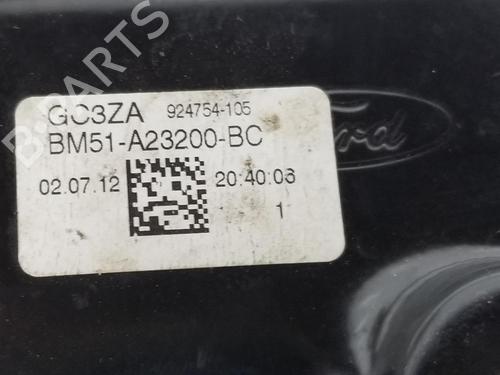 B-PARTS
GC3ZA 924754-105
BM51-A23200-BC
Ford
02.07.12 20:40:06
1